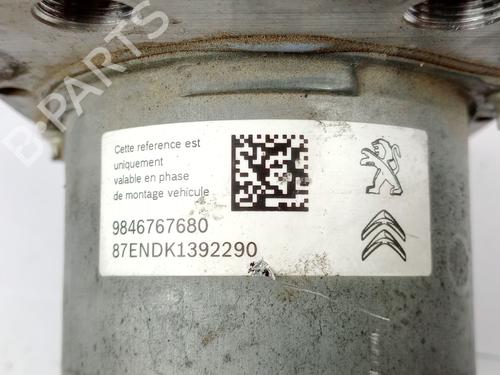 Cette reference est
uniquement
valable en phase
de montage vehicule
9846767680
87ENDK1392290
B-PARTS